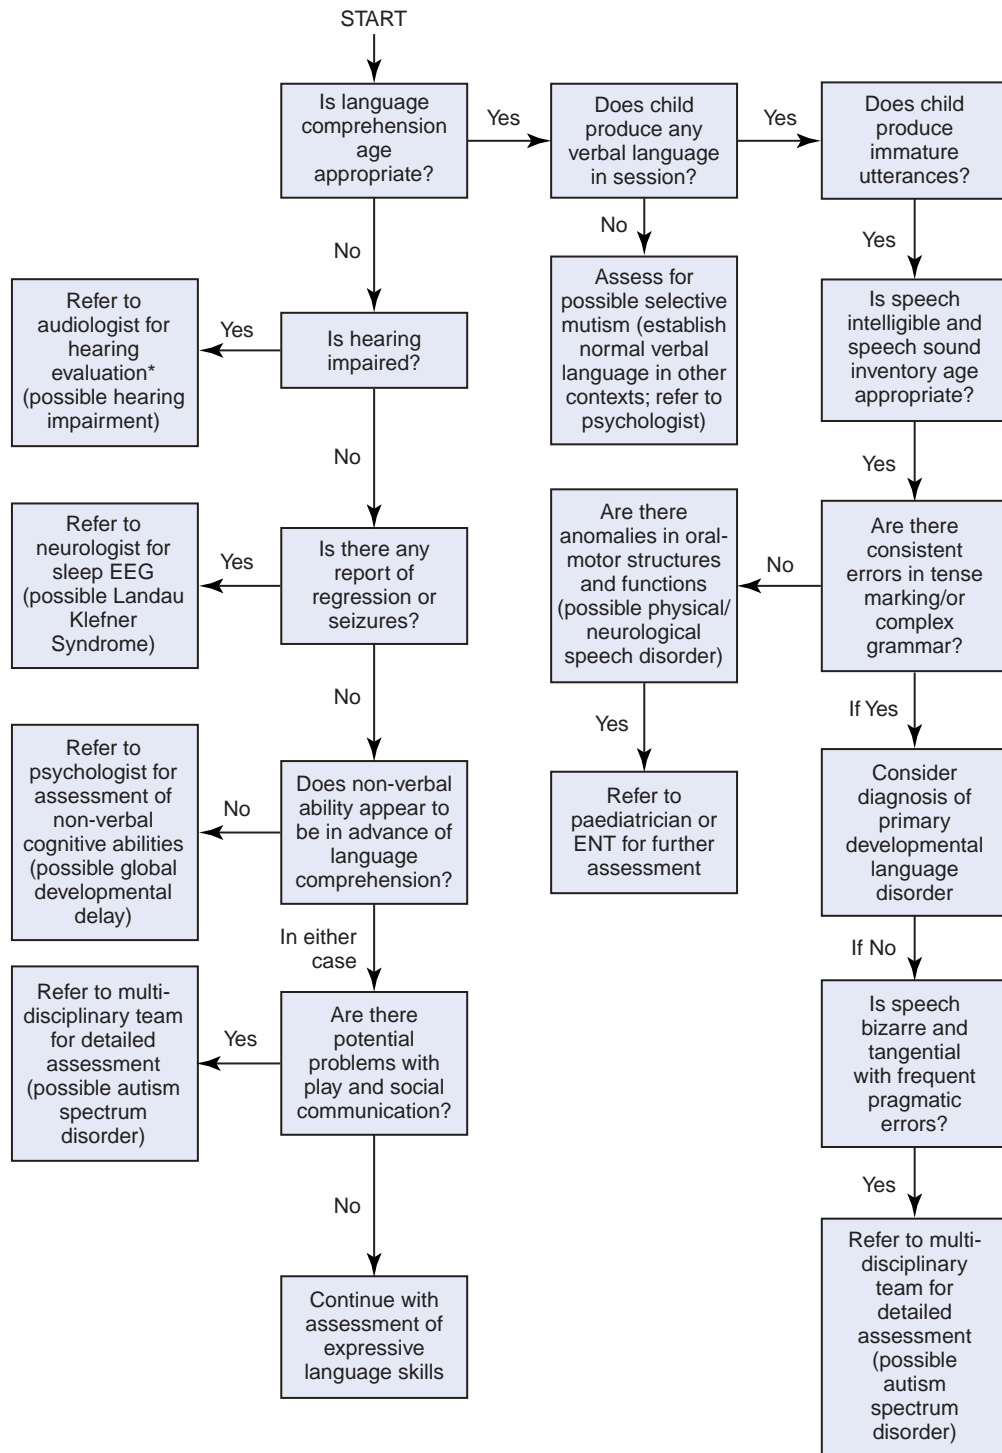 START
Is language
comprehension
age
appropriate?
Yes
Does child
produce any
verbal language
in session?
Yes
Does child
produce
immature
utterances?
No
No
Yes
Refer to
audiologist for
hearing
evaluation*
(possible hearing
impairment)
Yes
Is hearing
impaired?
Assess for
possible selective
mutism (establish
normal verbal
language in other
contexts; refer to
psychologist)
Is speech
intelligible and
speech sound
inventory age
appropriate?
No
Yes
Refer to
neurologist for
sleep EEG
(possible Landau
Klefner
Syndrome)
Yes
Is there any
report of
regression or
seizures?
Are there
anomalies in oral-
motor structures
and functions
(possible physical/
neurological
speech disorder)
No
Are there
consistent
errors in tense
marking/or
complex
grammar?
No
Yes
If Yes
Refer to
psychologist for
assessment of
non-verbal
cognitive abilities
(possible global
developmental
delay)
No
Does non-verbal
ability appear to
be in advance of
language
comprehension?
Refer to
paediatrician or
ENT for further
assessment
Consider
diagnosis of
primary
developmental
language
disorder
In either
case
If No
Refer to multi-
disciplinary team
for detailed
assessment
(possible autism
spectrum
disorder)
Yes
Are there
potential
problems with
play and social
communication?
Is speech
bizarre and
tangential
with frequent
pragmatic
errors?
No
Yes
Continue with
assessment of
expressive
language skills
Refer to multi-
disciplinary
team for
detailed
assessment
(possible
autism
spectrum
disorder)